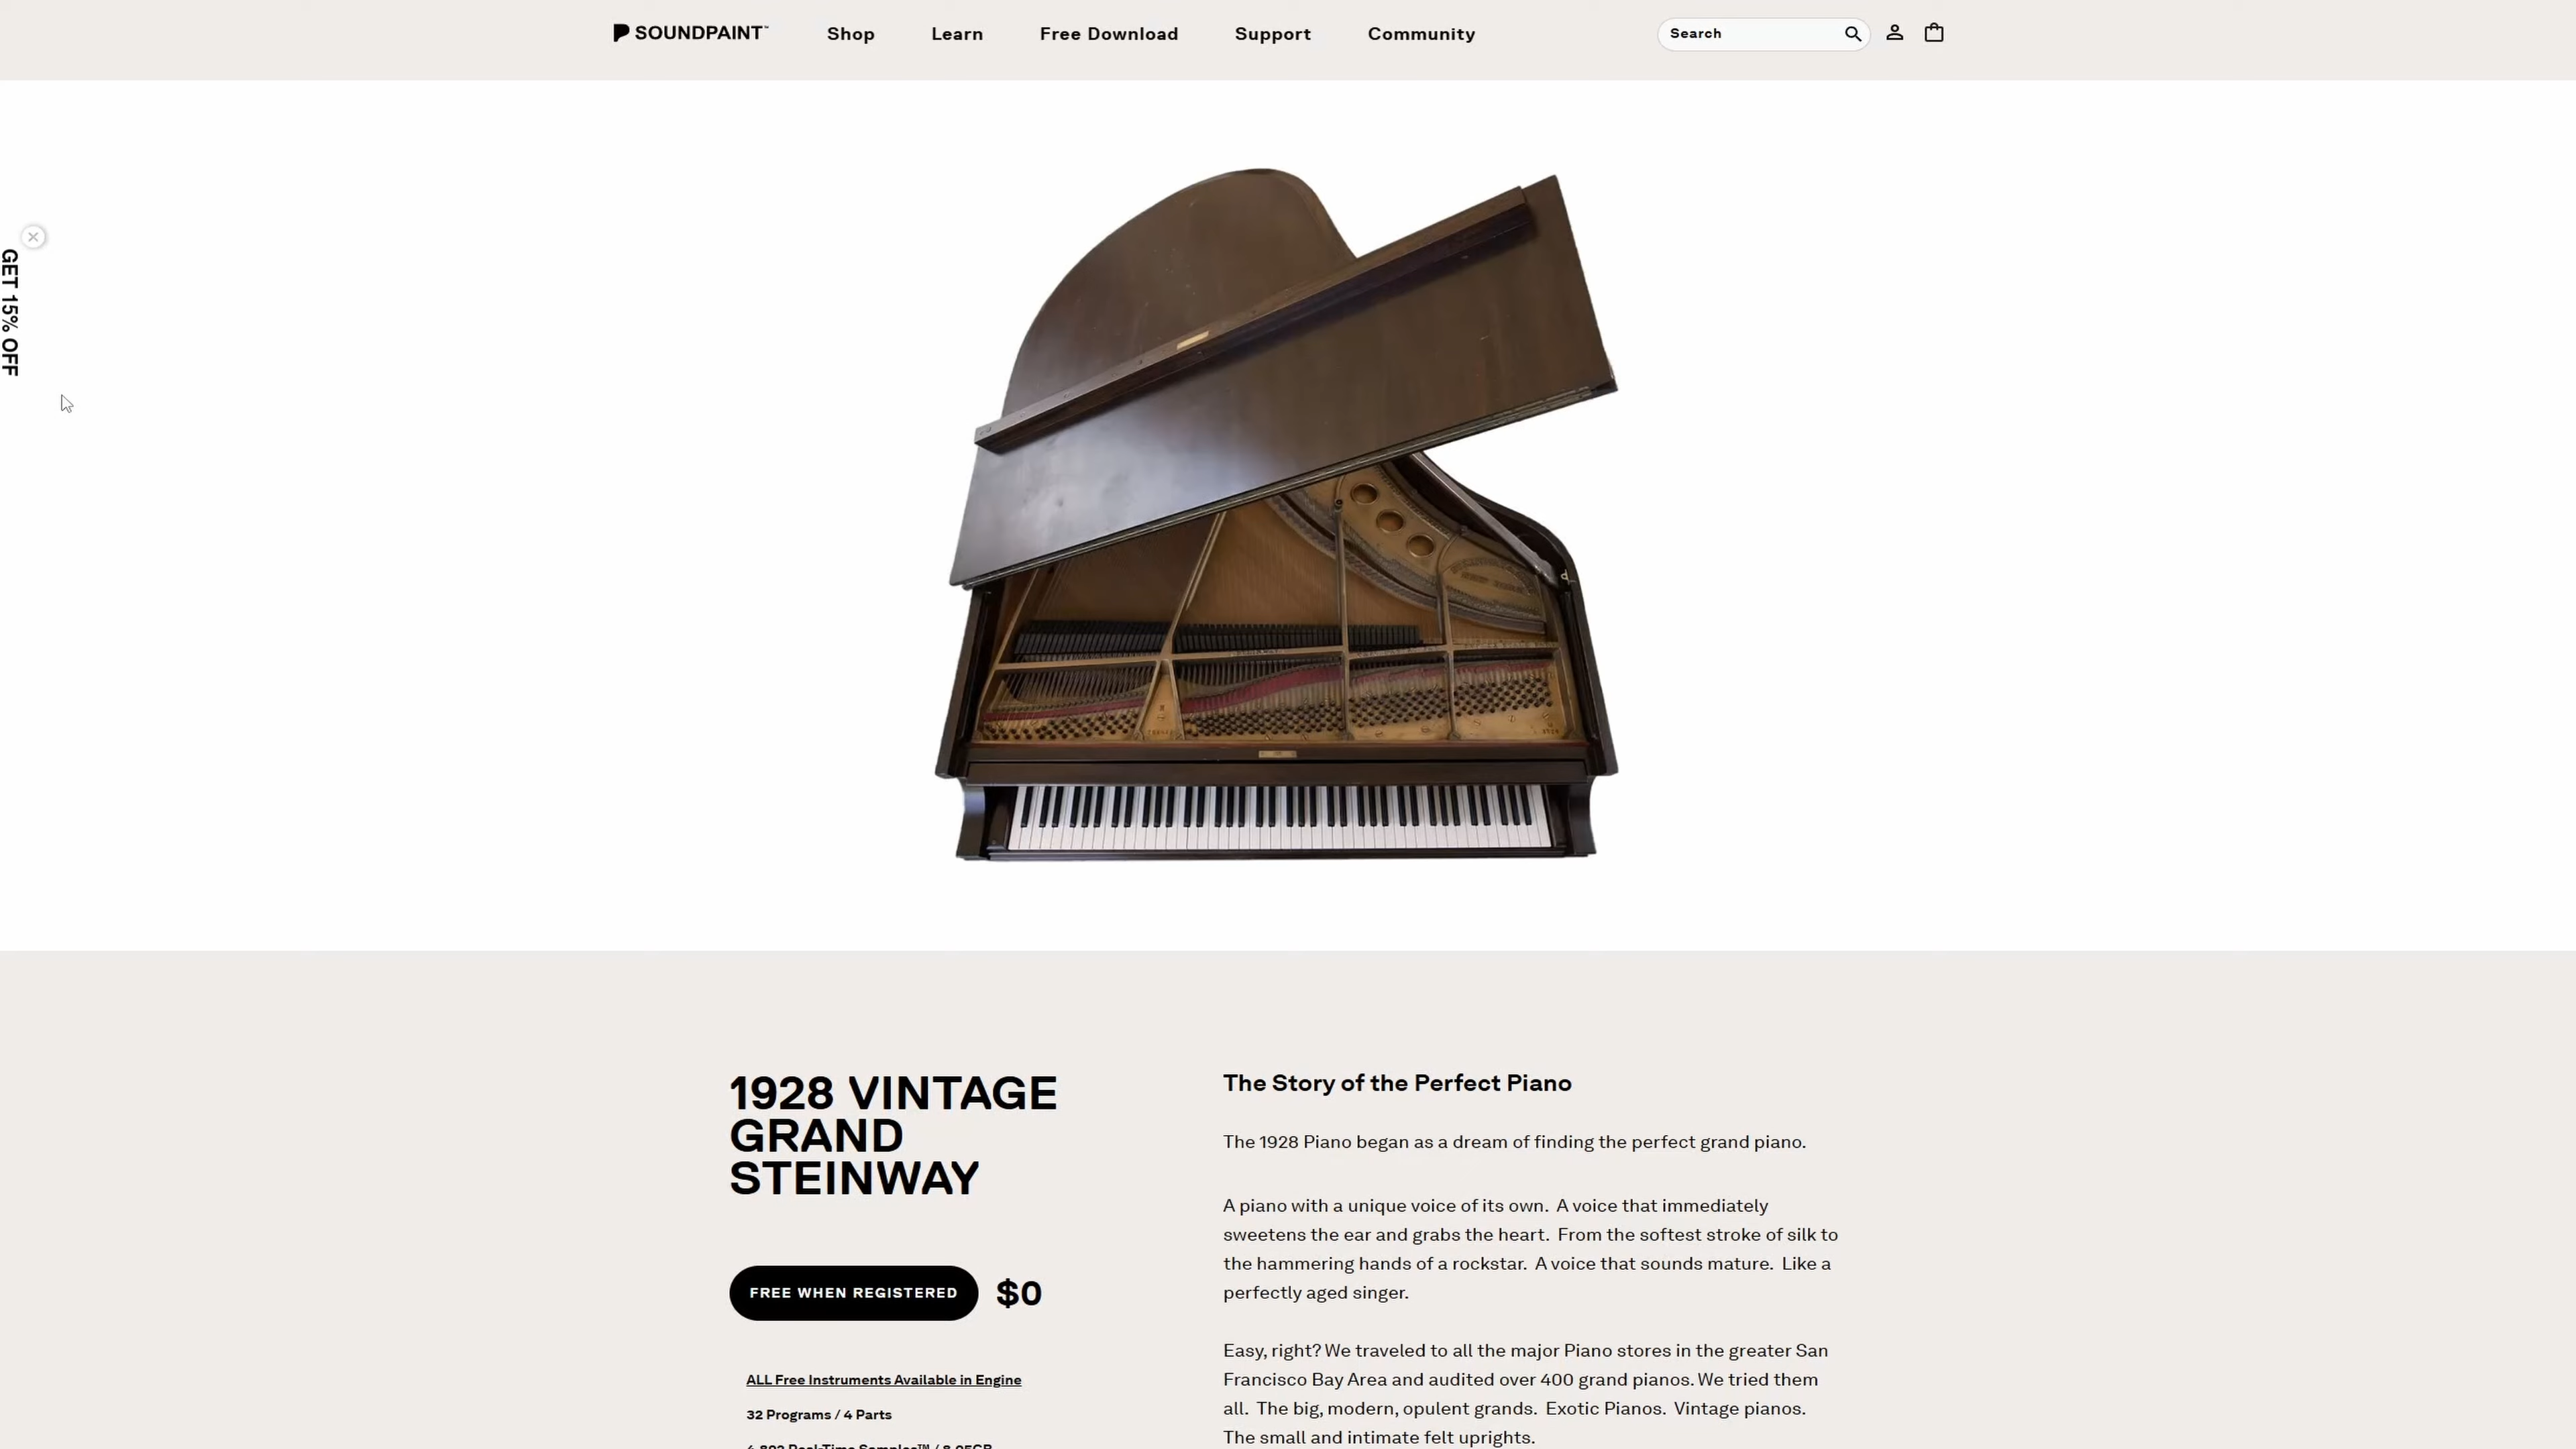 SOUNDPAINT™
Shop
Learn
Free Download
Support
Community
Search
GET 15% OFF
1928 VINTAGE
GRAND
STEINWAY
FREE WHEN REGISTERED
$0
ALL Free Instruments Available in Engine
32 Programs / 4 Parts
The Story of the Perfect Piano
The 1928 Piano began as a dream of finding the perfect grand piano.
A piano with a unique voice of its own. A voice that immediately
sweetens the ear and grabs the heart. From the softest stroke of silk to
the hammering hands of a rockstar. A voice that sounds mature. Like a
perfectly aged singer.
Easy, right? We traveled to all the major Piano stores in the greater San
Francisco Bay Area and audited over 400 grand pianos. We tried them
all. The big, modern, opulent grands. Exotic Pianos. Vintage pianos.
The small and intimate felt uprights.